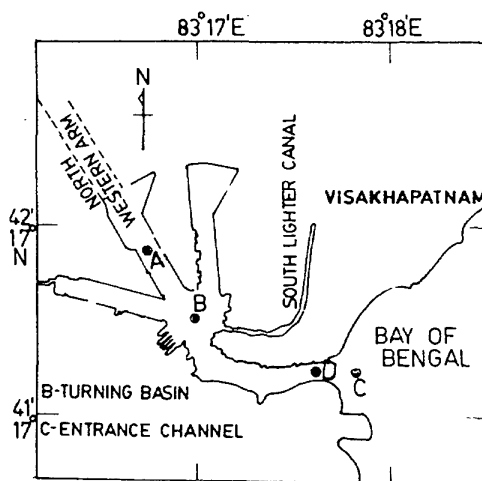 83°17'E
83°18'E
N
NORTH
WESTERN ARM
SOUTH LIGHTER CANAL
VISAKHAPATNAM
42'
17°
N
A
B
BAY OF
BENGAL
C
B-TURNING BASIN
41'
17°
C-ENTRANCE CHANNEL